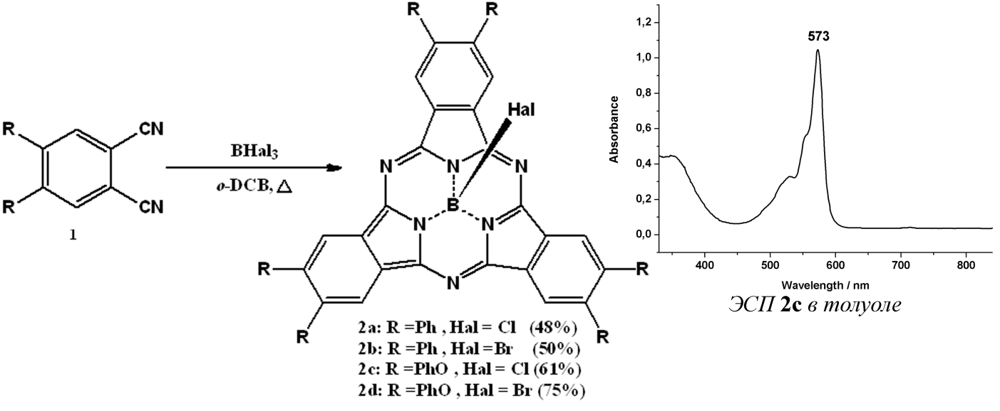 R
R
Hal
R
CN
R
CN
1
BHal3
o-DCB, △
N
N
N
B
N
N
N
R
R
R
R
2a: R =Ph , Hal = Cl (48%)
2b: R =Ph , Hal =Br (50%)
2c: R =PhO , Hal = Cl (61%)
2d: R =PhO , Hal = Br (75%)
573
Absorbance
1,2
1,0
0,8
0,6
0,4
0,2
0,0
400 500 600 700 800
Wavelength / nm
ЭСП 2c в толуоле